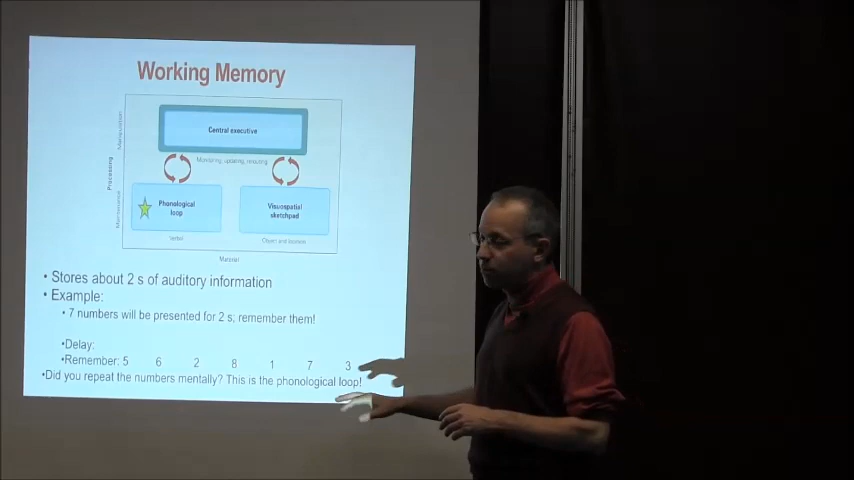 Working Memory
Central executive
Monitoring, updating, rerouting
Manipulation
Processing
Maintenance
Phonological
loop
Visuospatial
sketchpad
Verbal
Object and location
Material
• Stores about 2 s of auditory information
• Example:
• 7 numbers will be presented for 2 s; remember them!
•Delay:
•Remember: 5 6 2 8 1 7 3
•Did you repeat the numbers mentally? This is the phonological loop!